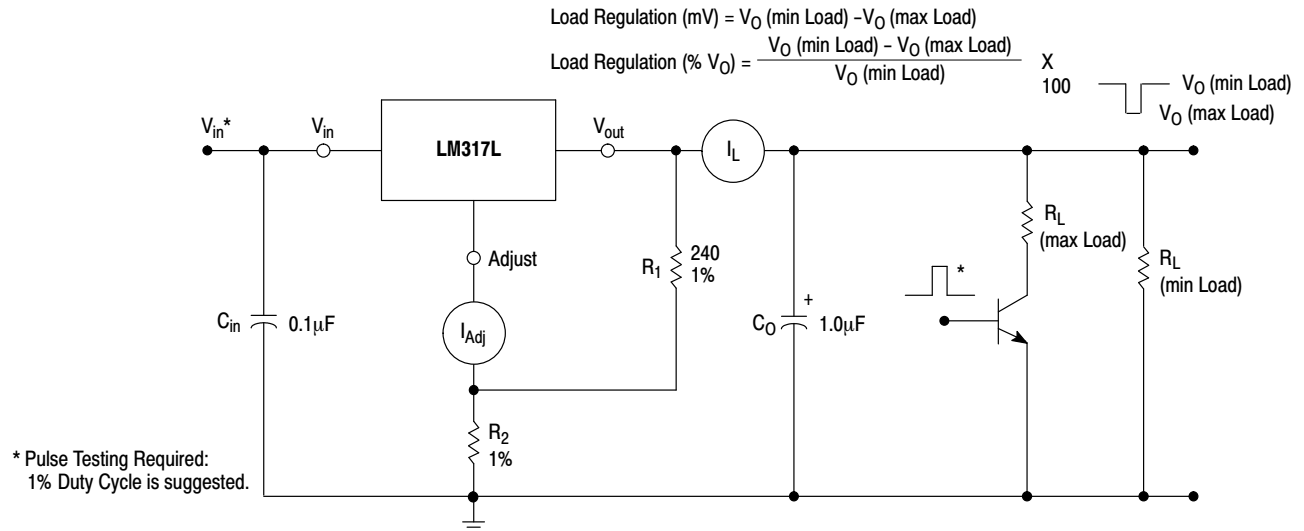 Load Regulation (mV) = VO (min Load) -VO (max Load)
Load Regulation (% VO) = VO (min Load) - VO (max Load)
VO (min Load)
X
100
VO (min Load)
VO (max Load)
Vin*
Vin
LM317L
Vout
IL
RL
(max Load)
Adjust
R1
240
1%
RL
(min Load)
*
Cin
0.1μF
IAdj
CO
+
1.0μF
R2
1%
* Pulse Testing Required:
1% Duty Cycle is suggested.